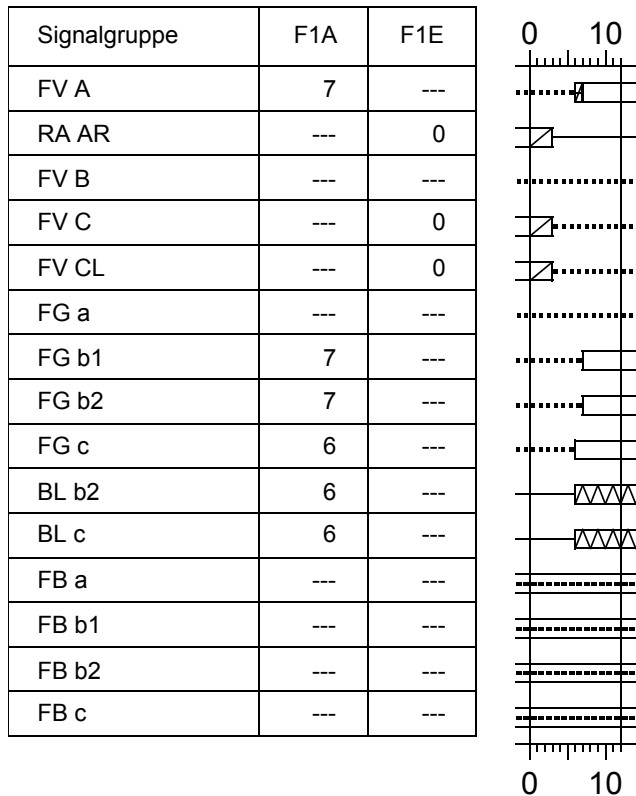 Signalgruppe F1A F1E 0 10
FV A 7 ---
RA AR --- 0
FV B --- ---
FV C --- 0
FV CL --- 0
FG a --- ---
FG b1 7 ---
FG b2 7 ---
FG c 6 ---
BL b2 6 ---
BL c 6 ---
FB a --- ---
FB b1 --- ---
FB b2 --- ---
FB c --- ---
0 10